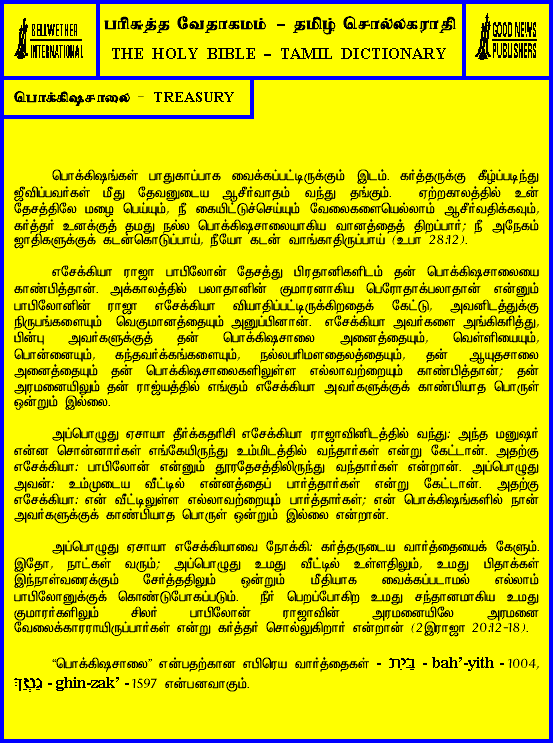 BELLWETHER
INTERNATIONAL
பரிசுத்த வேதாகமம் - தமிழ் சொல்லகராதி
THE HOLY BIBLE - TAMIL DICTIONARY
GOOD NEWS
PUBLISHERS
பொக்கிஷசாலை - TREASURY
பொக்கிஷங்கள் பாதுகாப்பாக வைக்கப்பட்டிருக்கும் இடம். கர்த்தருக்கு கீழ்ப்படிந்து
ஜீவிப்பவர்கள் மீது தேவனுடைய ஆசீர்வாதம் வந்து தங்கும். ஏற்றகாலத்தில் உன்
தேசத்திலே மழை பெய்யும், நீ கையிட்டுச்செய்யும் வேலைகளையெல்லாம் ஆசீர்வதிக்கவும்,
கர்த்தர் உனக்குத் தமது நல்ல பொக்கிஷசாலையாகிய வானத்தைத் திறப்பார்; நீ அநேகம்
ஜாதிகளுக்குக் கடன்கொடுப்பாய், நீயோ கடன் வாங்காதிருப்பாய் (உபா 28:12).
எசேக்கியா ராஜா பாபிலோன் தேசத்து பிரதானிகளிடம் தன் பொக்கிஷசாலையை
காண்பித்தான். அக்காலத்தில் பலாதானின் குமாரனாகிய பெரோதாக்பலாதான் என்னும்
பாபிலோனின் ராஜா எசேக்கியா வியாதிப்பட்டிருக்கிறதைக் கேட்டு, அவனிடத்துக்கு
நிருபங்களையும் வெகுமானத்தையும் அனுப்பினான். எசேக்கியா அவர்களை அங்கிகரித்து,
பின்பு அவர்களுக்குத் தன் பொக்கிஷசாலை அனைத்தையும், வெள்ளியையும்,
பொன்னையும், கந்தவர்க்கங்களையும், நல்லபரிமளதைலத்தையும், தன் ஆயுதசாலை
அனைத்தையும் தன் பொக்கிஷசாலைகளிலுள்ள எல்லாவற்றையும் காண்பித்தான்; தன்
அரமனையிலும் தன் ராஜ்யத்தில் எங்கும் எசேக்கியா அவர்களுக்குக் காண்பியாத பொருள்
ஒன்றும் இல்லை.
அப்பொழுது ஏசாயா தீர்க்கதரிசி எசேக்கியா ராஜாவினிடத்தில் வந்து: அந்த மனுஷர்
என்ன சொன்னார்கள் எங்கேயிருந்து உம்மிடத்தில் வந்தார்கள் என்று கேட்டான். அதற்கு
எசேக்கியா: பாபிலோன் என்னும் தூரதேசத்திலிருந்து வந்தார்கள் என்றான். அப்பொழுது
அவன்: உம்முடைய வீட்டில் என்னத்தைப் பார்த்தார்கள் என்று கேட்டான். அதற்கு
எசேக்கியா: என் வீட்டிலுள்ள எல்லாவற்றையும் பார்த்தார்கள்; என் பொக்கிஷங்களில் நான்
அவர்களுக்குக் காண்பியாத பொருள் ஒன்றும் இல்லை என்றான்.
அப்பொழுது ஏசாயா எசேக்கியாவை நோக்கி: கர்த்தருடைய வார்த்தையைக் கேளும்.
இதோ, நாட்கள் வரும்; அப்பொழுது உமது வீட்டில் உள்ளதிலும், உமது பிதாக்கள்
இந்நாள்வரைக்கும் சேர்த்ததிலும் ஒன்றும் மீதியாக வைக்கப்படாமல் எல்லாம்
பாபிலோனுக்குக் கொண்டுபோகப்படும். நீர் பெறப்போகிற உமது சந்தானமாகிய உமது
குமாரர்களிலும் சிலர் பாபிலோன் ராஜாவின் அரமனையிலே அரமனை
வேலைக்காரராயிருப்பார்கள் என்று கர்த்தர் சொல்லுகிறார் என்றான் (2இராஜா 20:12-18).
“பொக்கிஷசாலை” என்பதற்கான எபிரெய வார்த்தைகள் - בַּיִת - bah’-yith - 1004,
גֶּנֶז - ghin-zak’ - 1597 என்பனவாகும்.